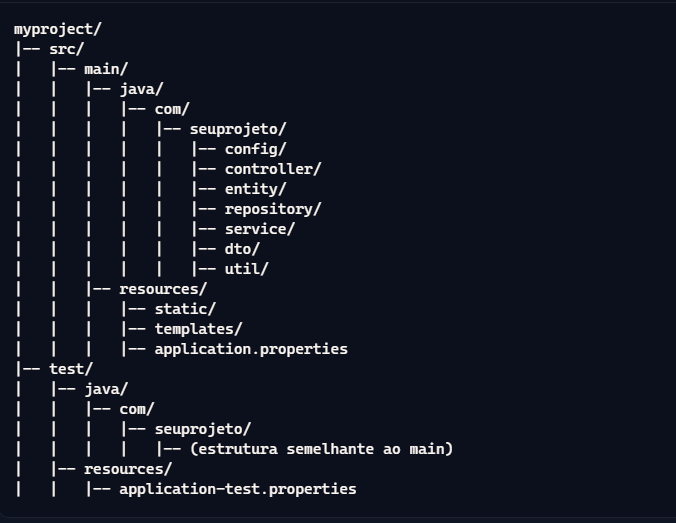 myproject/
|-- src/
|   |-- main/
|   |   |-- java/
|   |   |   |-- com/
|   |   |   |   |-- seuprojeto/
|   |   |   |   |   |-- config/
|   |   |   |   |   |-- controller/
|   |   |   |   |   |-- entity/
|   |   |   |   |   |-- repository/
|   |   |   |   |   |-- service/
|   |   |   |   |   |-- dto/
|   |   |   |   |   |-- util/
|   |   |-- resources/
|   |   |   |-- static/
|   |   |   |-- templates/
|   |   |   |-- application.properties
|-- test/
|   |-- java/
|   |   |-- com/
|   |   |   |-- seuprojeto/
|   |   |   |   |-- (estrutura semelhante ao main)
|   |-- resources/
|   |   |-- application-test.properties